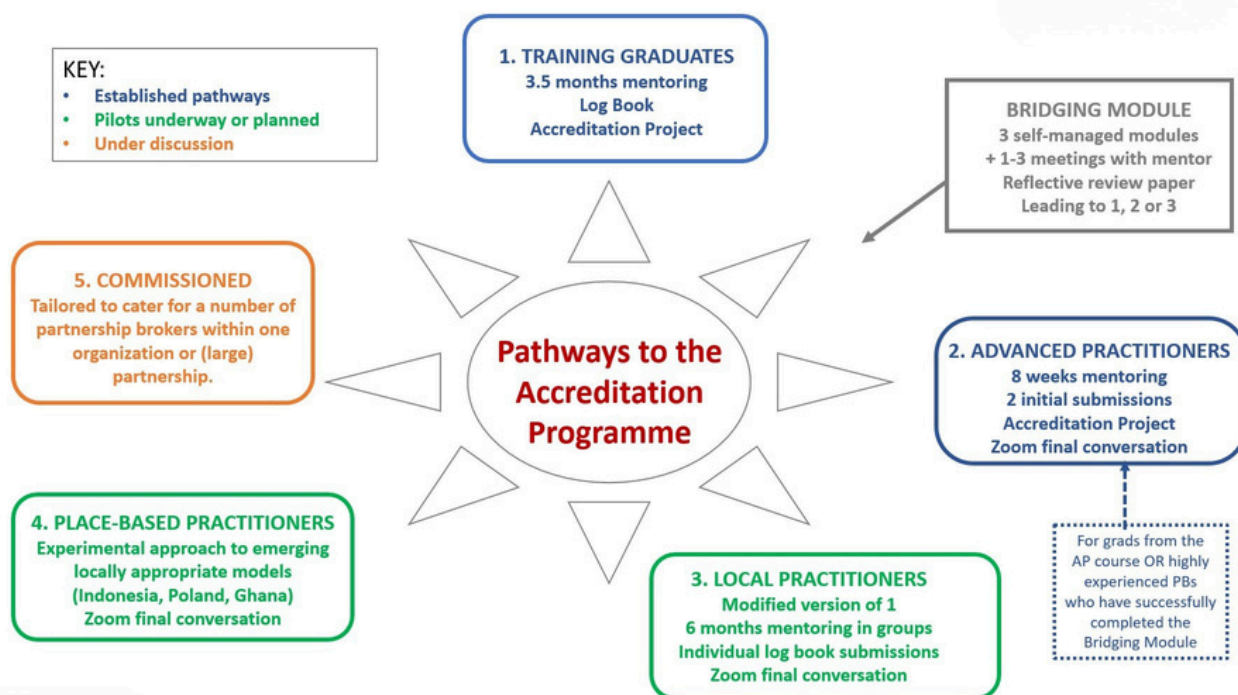 KEY:
• Established pathways
• Pilots underway or planned
• Under discussion
1. TRAINING GRADUATES
3.5 months mentoring
Log Book
Accreditation Project
BRIDGING MODULE
3 self-managed modules
+ 1-3 meetings with mentor
Reflective review paper
Leading to 1, 2 or 3
5. COMMISSIONED
Tailored to cater for a number of
partnership brokers within one
organization or (large)
partnership.
Pathways to the
Accreditation
Programme
2. ADVANCED PRACTITIONERS
8 weeks mentoring
2 initial submissions
Accreditation Project
Zoom final conversation
4. PLACE-BASED PRACTITIONERS
Experimental approach to emerging
locally appropriate models
(Indonesia, Poland, Ghana)
Zoom final conversation
3. LOCAL PRACTITIONERS
Modified version of 1
6 months mentoring in groups
Individual log book submissions
Zoom final conversation
For grads from the
AP course OR highly
experienced PBs
who have successfully
completed the
Bridging Module